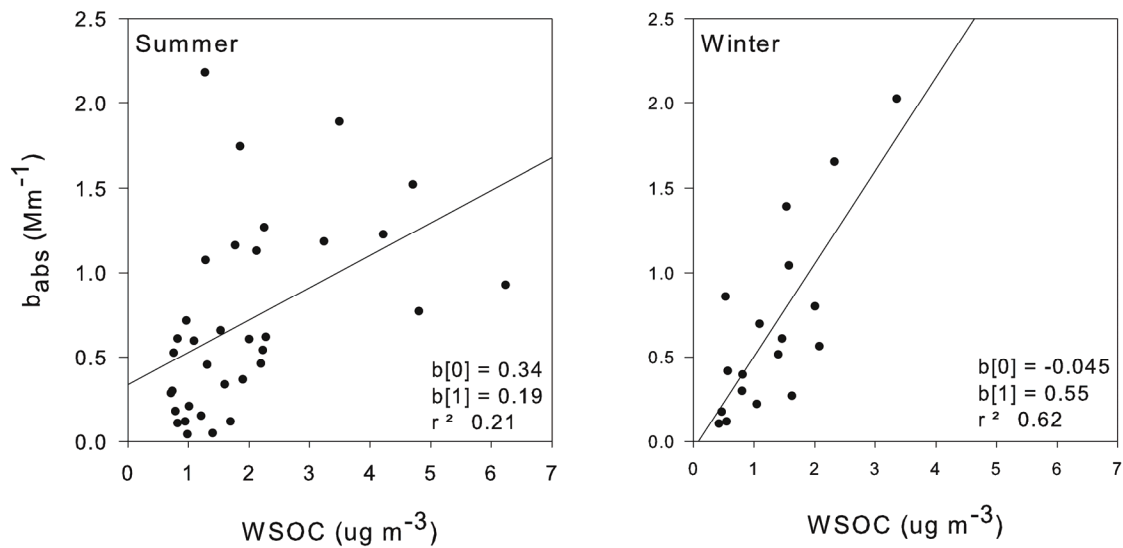 Summer
b_abs (Mm⁻¹)
2.5
2.0
1.5
1.0
0.5
0.0
b[0] = 0.34
b[1] = 0.19
r ² 0.21
0 1 2 3 4 5 6 7
WSOC (ug m⁻³)
Winter
2.5
2.0
1.5
1.0
0.5
0.0
b[0] = -0.045
b[1] = 0.55
r ² 0.62
0 1 2 3 4 5 6 7
WSOC (ug m⁻³)